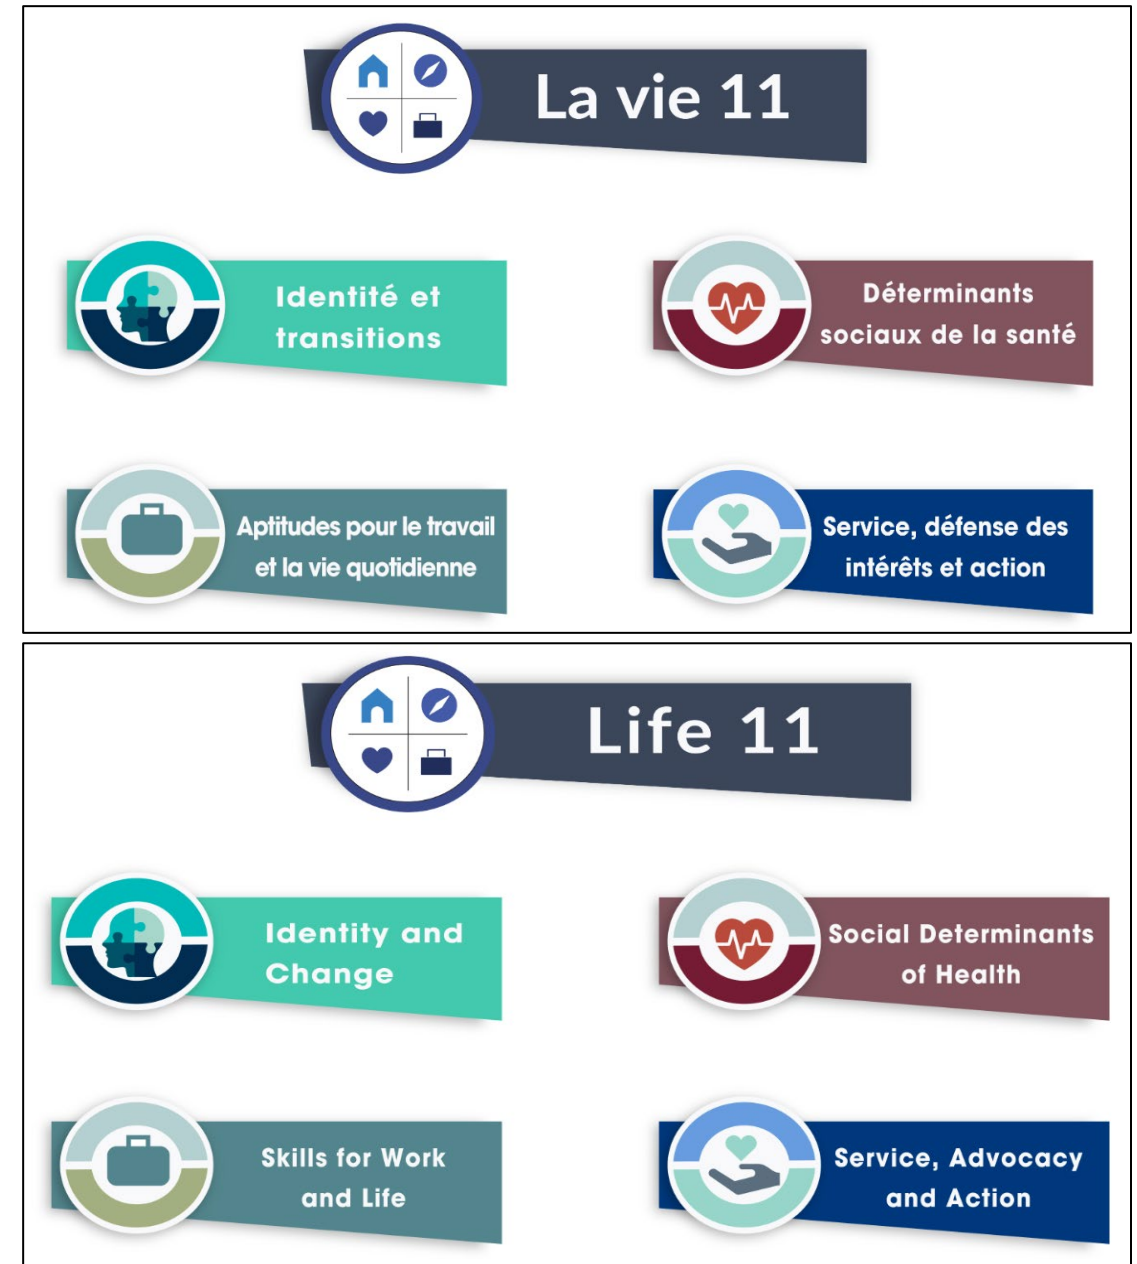 La vie 11
Identité et
transitions
Déterminants
sociaux de la santé
Aptitudes pour le travail
et la vie quotidienne
Service, défense des
intérêts et action
Life 11
Identity and
Change
Social Determinants
of Health
Skills for Work
and Life
Service, Advocacy
and Action